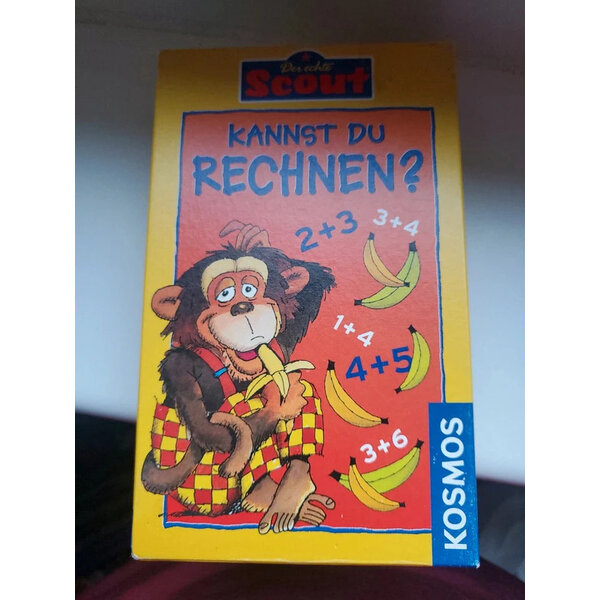 Der echte
Scout
KANNST DU
RECHNEN?
2+3
3+4
1+4
4+5
3+6
KOSMOS